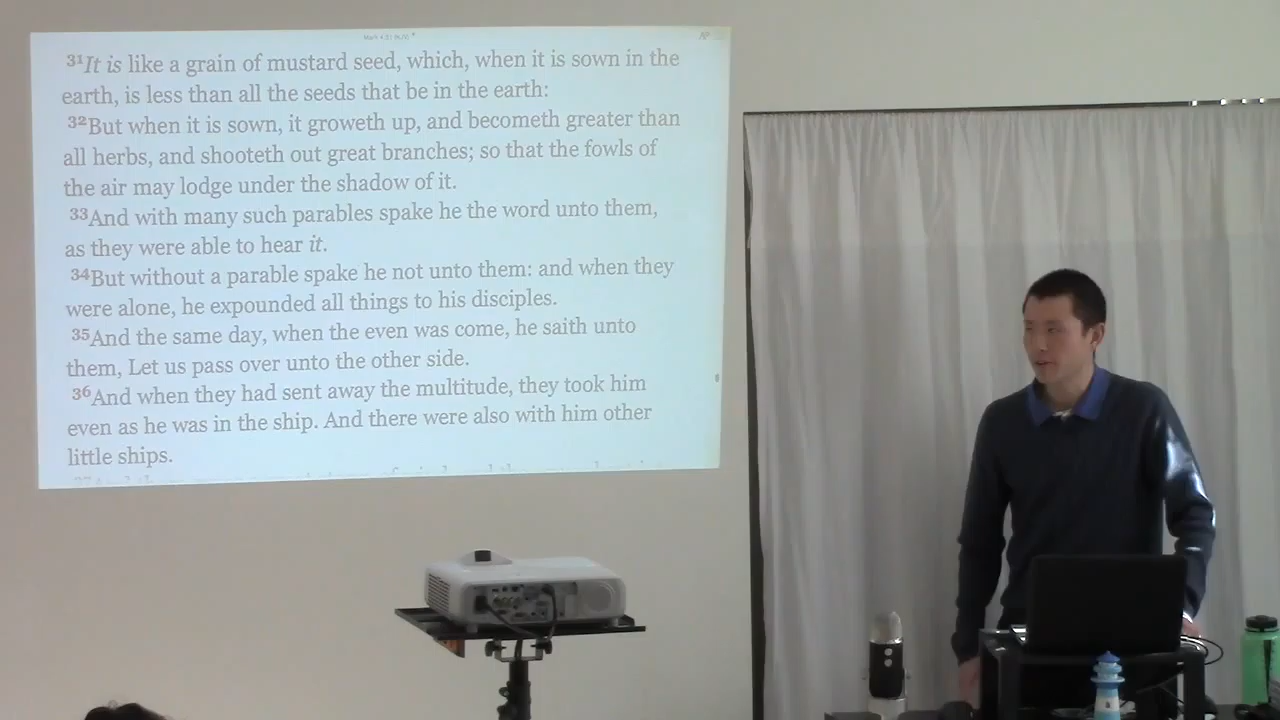 Mark 4:31 (KJV)
31It is like a grain of mustard seed, which, when it is sown in the
earth, is less than all the seeds that be in the earth:
32But when it is sown, it groweth up, and becometh greater than
all herbs, and shooteth out great branches; so that the fowls of
the air may lodge under the shadow of it.
33And with many such parables spake he the word unto them,
as they were able to hear it.
34But without a parable spake he not unto them: and when they
were alone, he expounded all things to his disciples.
35And the same day, when the even was come, he saith unto
them, Let us pass over unto the other side.
36And when they had sent away the multitude, they took him
even as he was in the ship. And there were also with him other
little ships.